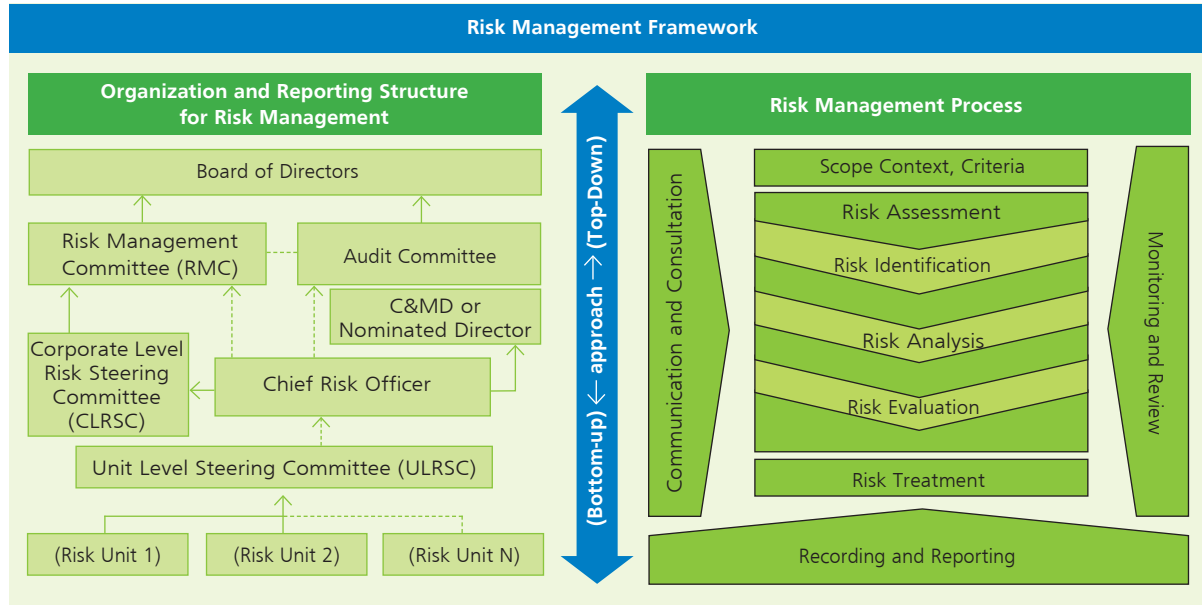 Risk Management Framework
Organization and Reporting Structure
for Risk Management
Board of Directors
Risk Management
Committee (RMC)
Audit Committee
C&MD or
Nominated Director
Corporate Level
Risk Steering
Committee
(CLRSC)
Chief Risk Officer
Unit Level Steering Committee (ULRSC)
(Risk Unit 1)
(Risk Unit 2)
(Risk Unit N)
(Bottom-up) ← approach → (Top-Down)
Risk Management Process
Communication and Consultation
Scope Context, Criteria
Risk Assessment
Risk Identification
Risk Analysis
Risk Evaluation
Risk Treatment
Monitoring and Review
Recording and Reporting